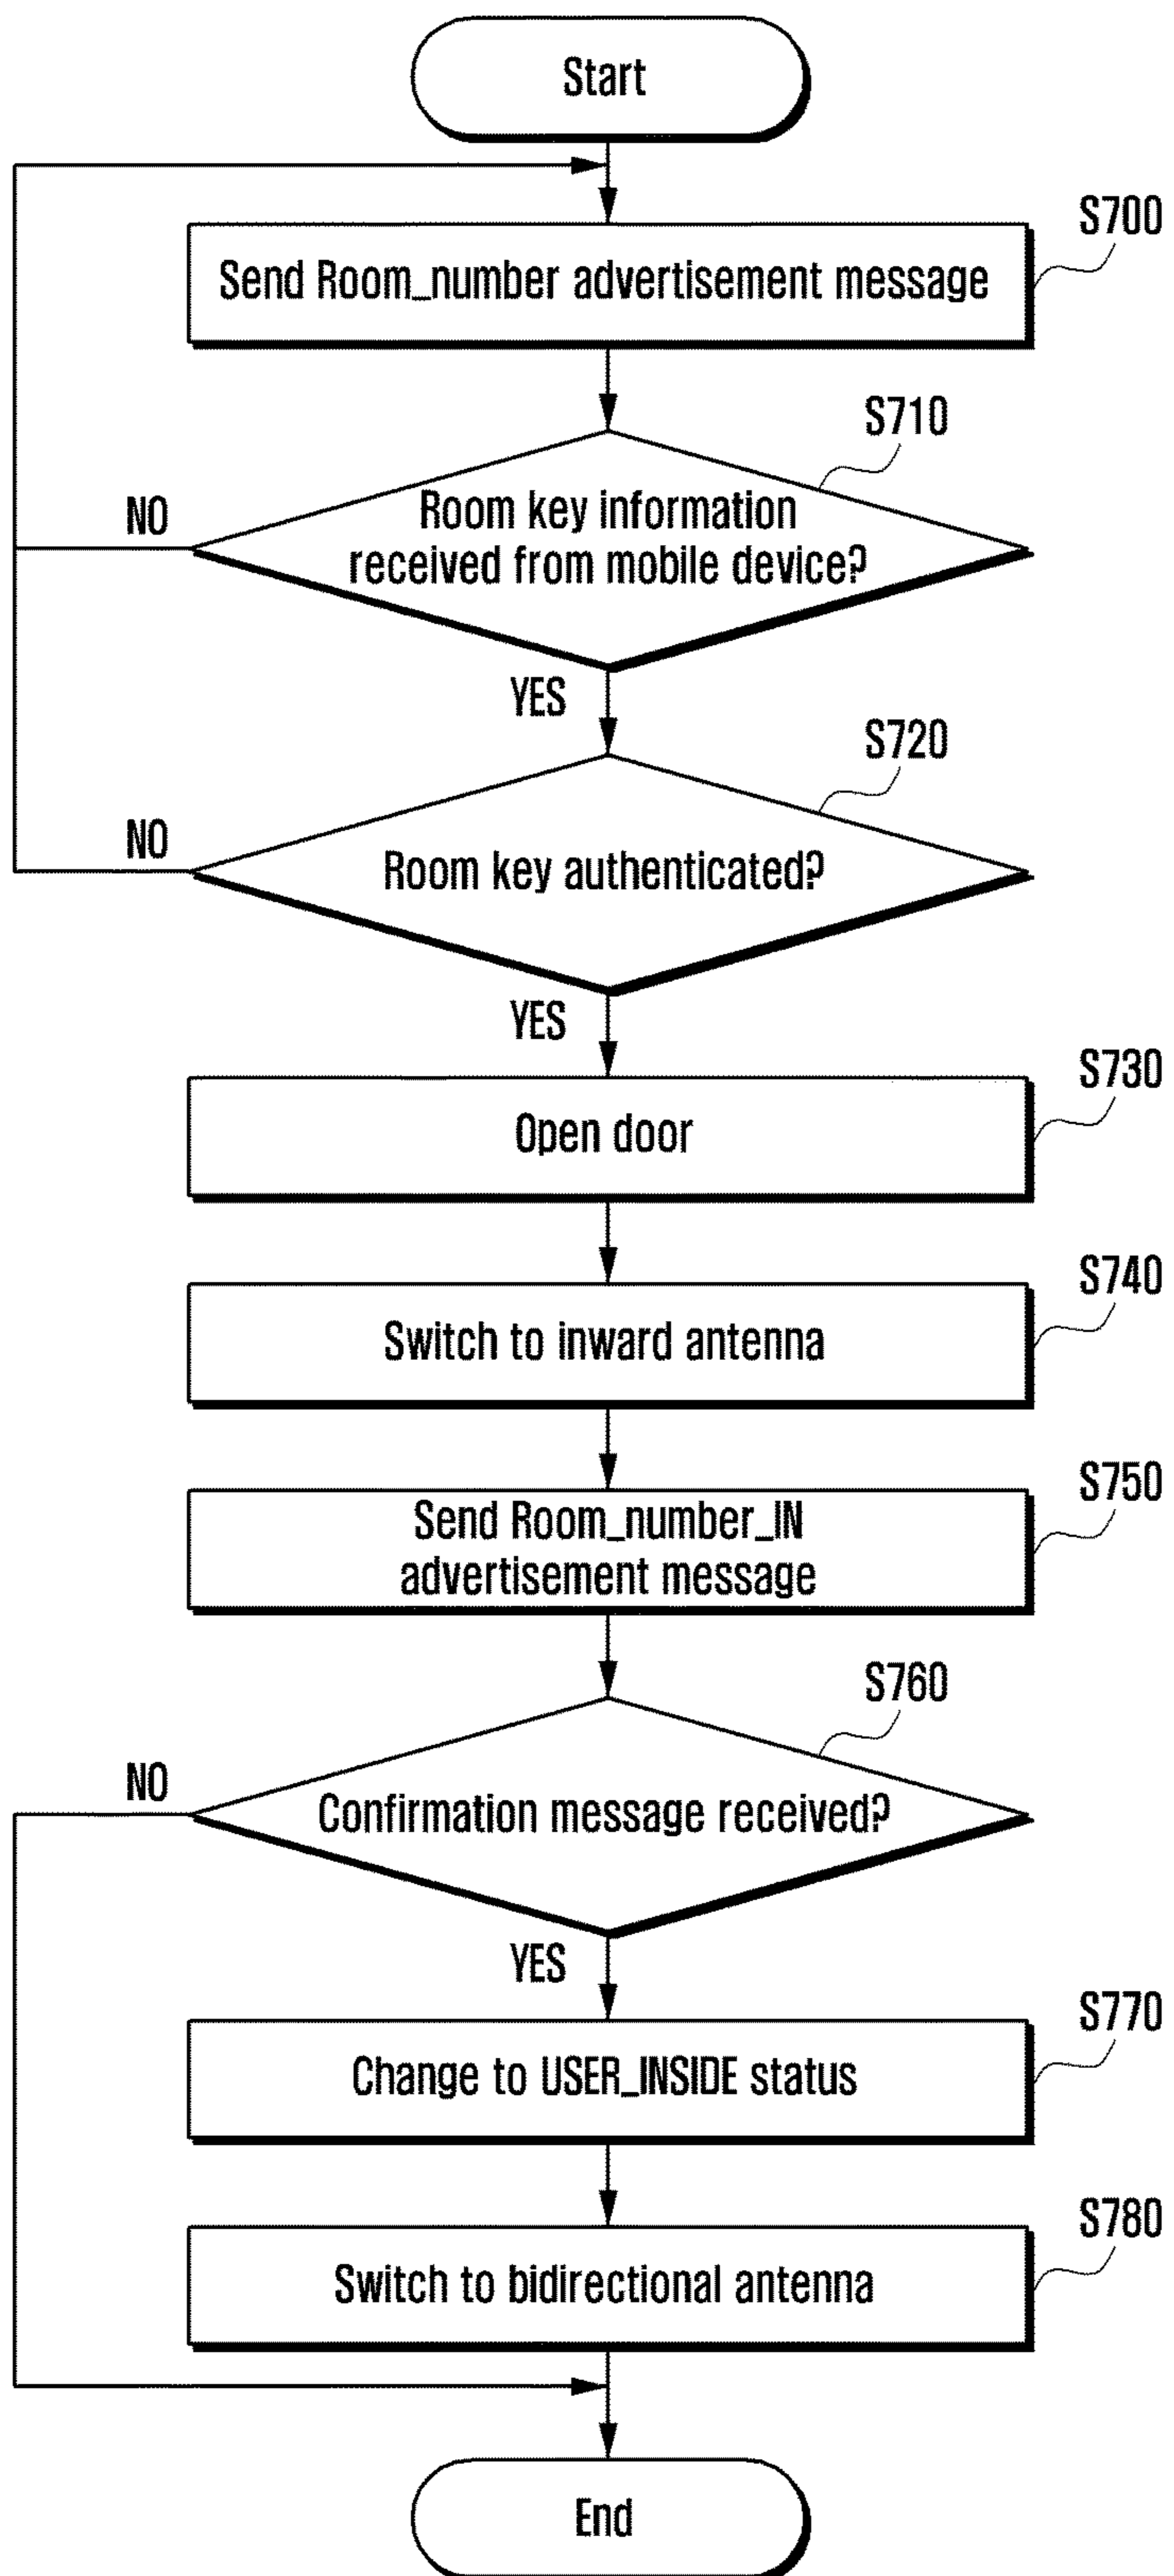 Start
S700
Send Room_number advertisement message
S710
Room key information
received from mobile device?
NO
YES
S720
Room key authenticated?
NO
YES
S730
Open door
S740
Switch to inward antenna
S750
Send Room_number_IN
advertisement message
S760
Confirmation message received?
NO
YES
S770
Change to USER_INSIDE status
S780
Switch to bidirectional antenna
End